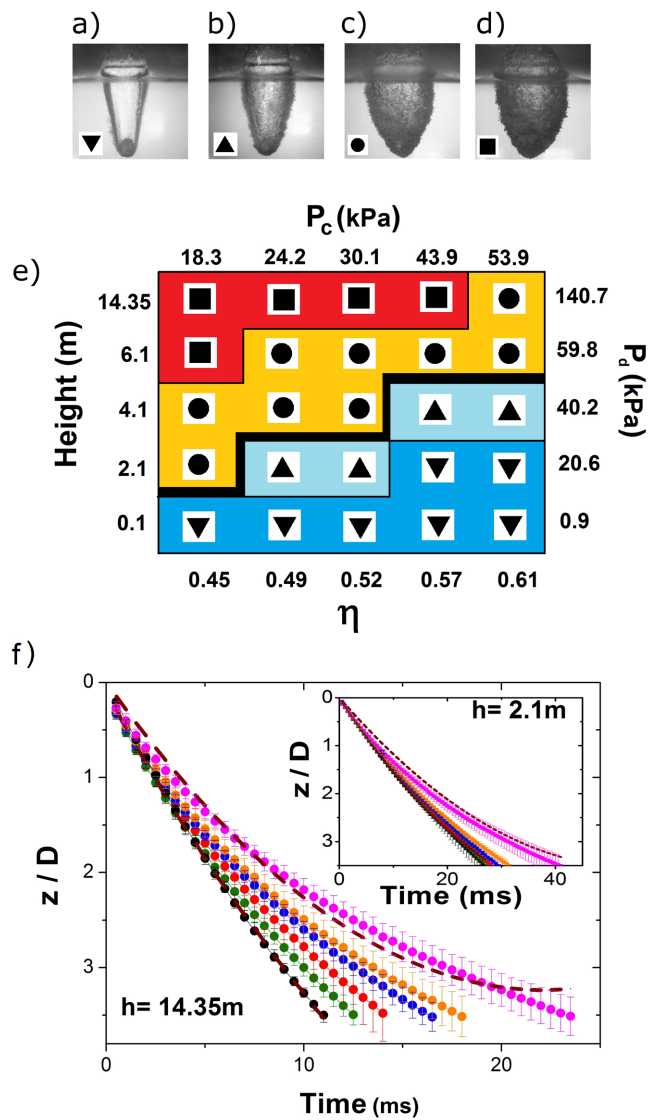 a) b) c) d)
P_c (kPa)
e)
18.3 24.2 30.1 43.9 53.9
14.35 140.7
6.1 59.8
4.1 40.2
2.1 20.6
0.1 0.9
Height (m)
P_d (kPa)
0.45 0.49 0.52 0.57 0.61
η
f)
0
1
2
3
z / D
0 10 20
Time (ms)
h= 14.35m
h= 2.1m
0
1
2
3
z / D
0 20 40
Time (ms)